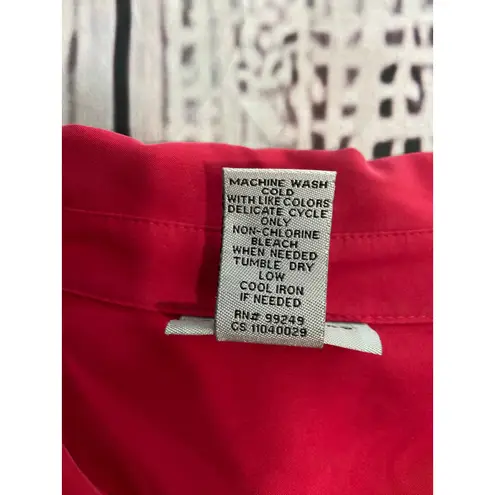 MACHINE WASH
COLD
WITH LIKE COLORS
DELICATE CYCLE
ONLY
NON-CHLORINE
BLEACH
WHEN NEEDED
TUMBLE DRY
LOW
COOL IRON
IF NEEDED
RN# 99249
CS 11040029